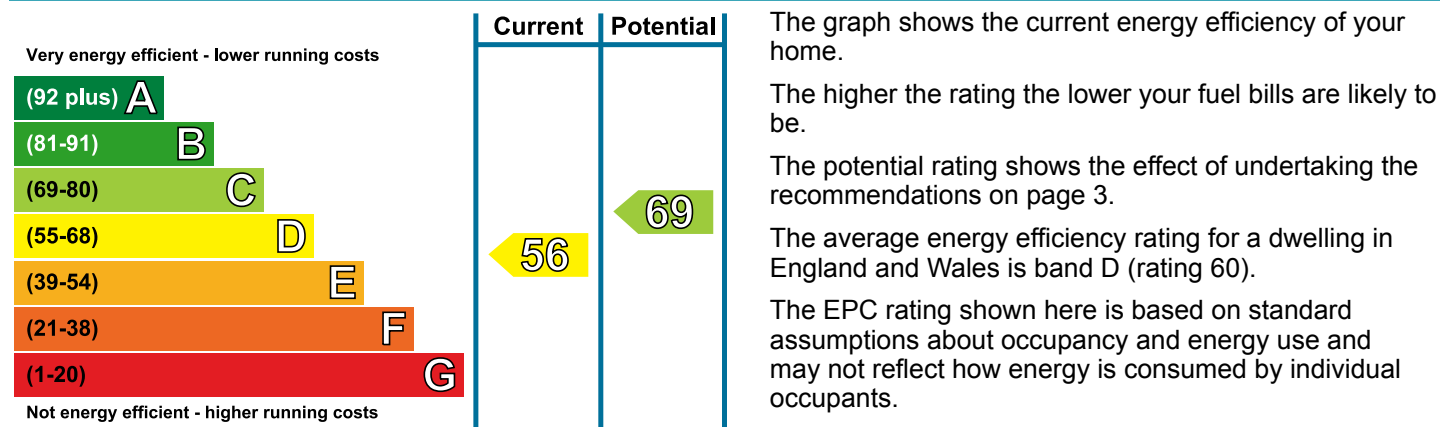 Current Potential
Very energy efficient - lower running costs
(92 plus) A
(81-91) B
(69-80) C
(55-68) D
(39-54) E
(21-38) F
(1-20) G
Not energy efficient - higher running costs
56
69
The graph shows the current energy efficiency of your
home.
The higher the rating the lower your fuel bills are likely to
be.
The potential rating shows the effect of undertaking the
recommendations on page 3.
The average energy efficiency rating for a dwelling in
England and Wales is band D (rating 60).
The EPC rating shown here is based on standard
assumptions about occupancy and energy use and
may not reflect how energy is consumed by individual
occupants.